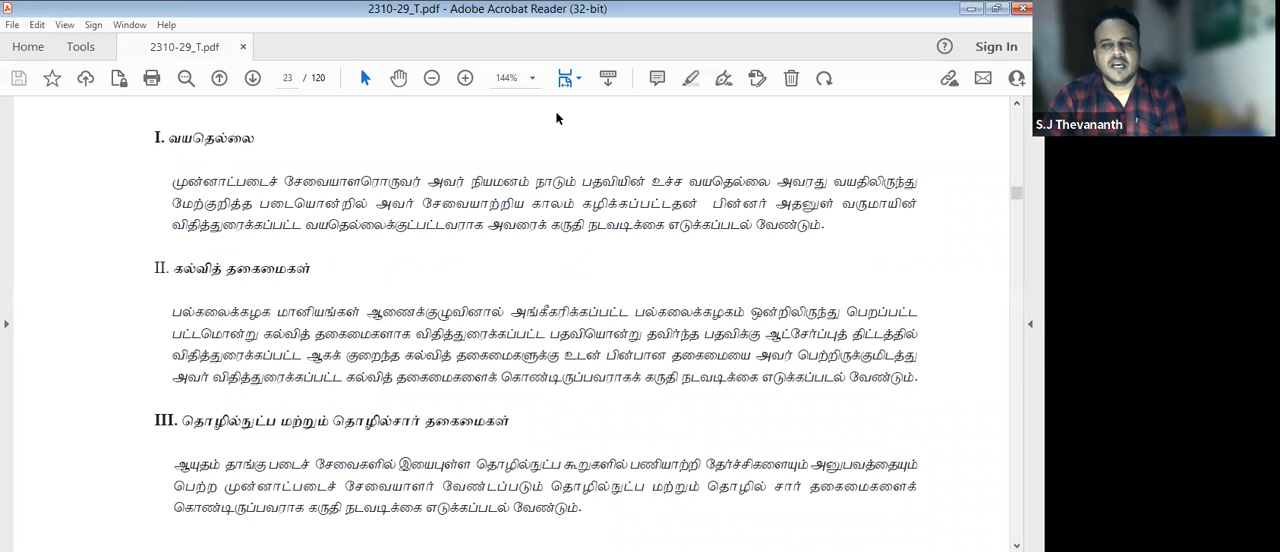 2310-29_T.pdf - Adobe Acrobat Reader (32-bit)
File Edit View Sign Window Help
Home Tools 2310-29_T.pdf × Sign In
23 / 120 144%
S.J Thevananth
I. வயதெல்லை
முன்னாட்படைச் சேவையாளரொருவர் அவர் நியமனம் நாடும் பதவியின் உச்ச வயதெல்லை அவரது வயதிலிருந்து
மேற்குறித்த படையொன்றில் அவர் சேவையாற்றிய காலம் கழிக்கப்பட்டதன் பின்னர் அதனுள் வருமாயின்
விதித்துரைக்கப்பட்ட வயதெல்லைக்குட்பட்டவராக அவரைக் கருதி நடவடிக்கை எடுக்கப்படல் வேண்டும்.
II. கல்வித் தகைமைகள்
பல்கலைக்கழக மானியங்கள் ஆணைக்குழுவினால் அங்கீகரிக்கப்பட்ட பல்கலைக்கழகம் ஒன்றிலிருந்து பெறப்பட்ட
பட்டமொன்று கல்வித் தகைமைகளாக விதித்துரைக்கப்பட்ட பதவியொன்று தவிர்ந்த பதவிக்கு ஆட்சேர்ப்புத் திட்டத்தில்
விதித்துரைக்கப்பட்ட ஆகக் குறைந்த கல்வித் தகைமைகளுக்கு உடன் பின்பான தகைமையை அவர் பெற்றிருக்குமிடத்து
அவர் விதித்துரைக்கப்பட்ட கல்வித் தகைமைகளைக் கொண்டிருப்பவராகக் கருதி நடவடிக்கை எடுக்கப்படல் வேண்டும்.
III. தொழில்நுட்ப மற்றும் தொழில்சார் தகைமைகள்
ஆயுதம் தாங்கு படைச் சேவைகளில் இயைபுள்ள தொழில்நுட்ப கூறுகளில் பணியாற்றி தேர்ச்சிகளையும் அனுபவத்தையும்
பெற்ற முன்னாட்படைச் சேவையாளர் வேண்டப்படும் தொழில்நுட்ப மற்றும் தொழில் சார் தகைமைகளைக்
கொண்டிருப்பவராக கருதி நடவடிக்கை எடுக்கப்படல் வேண்டும்.